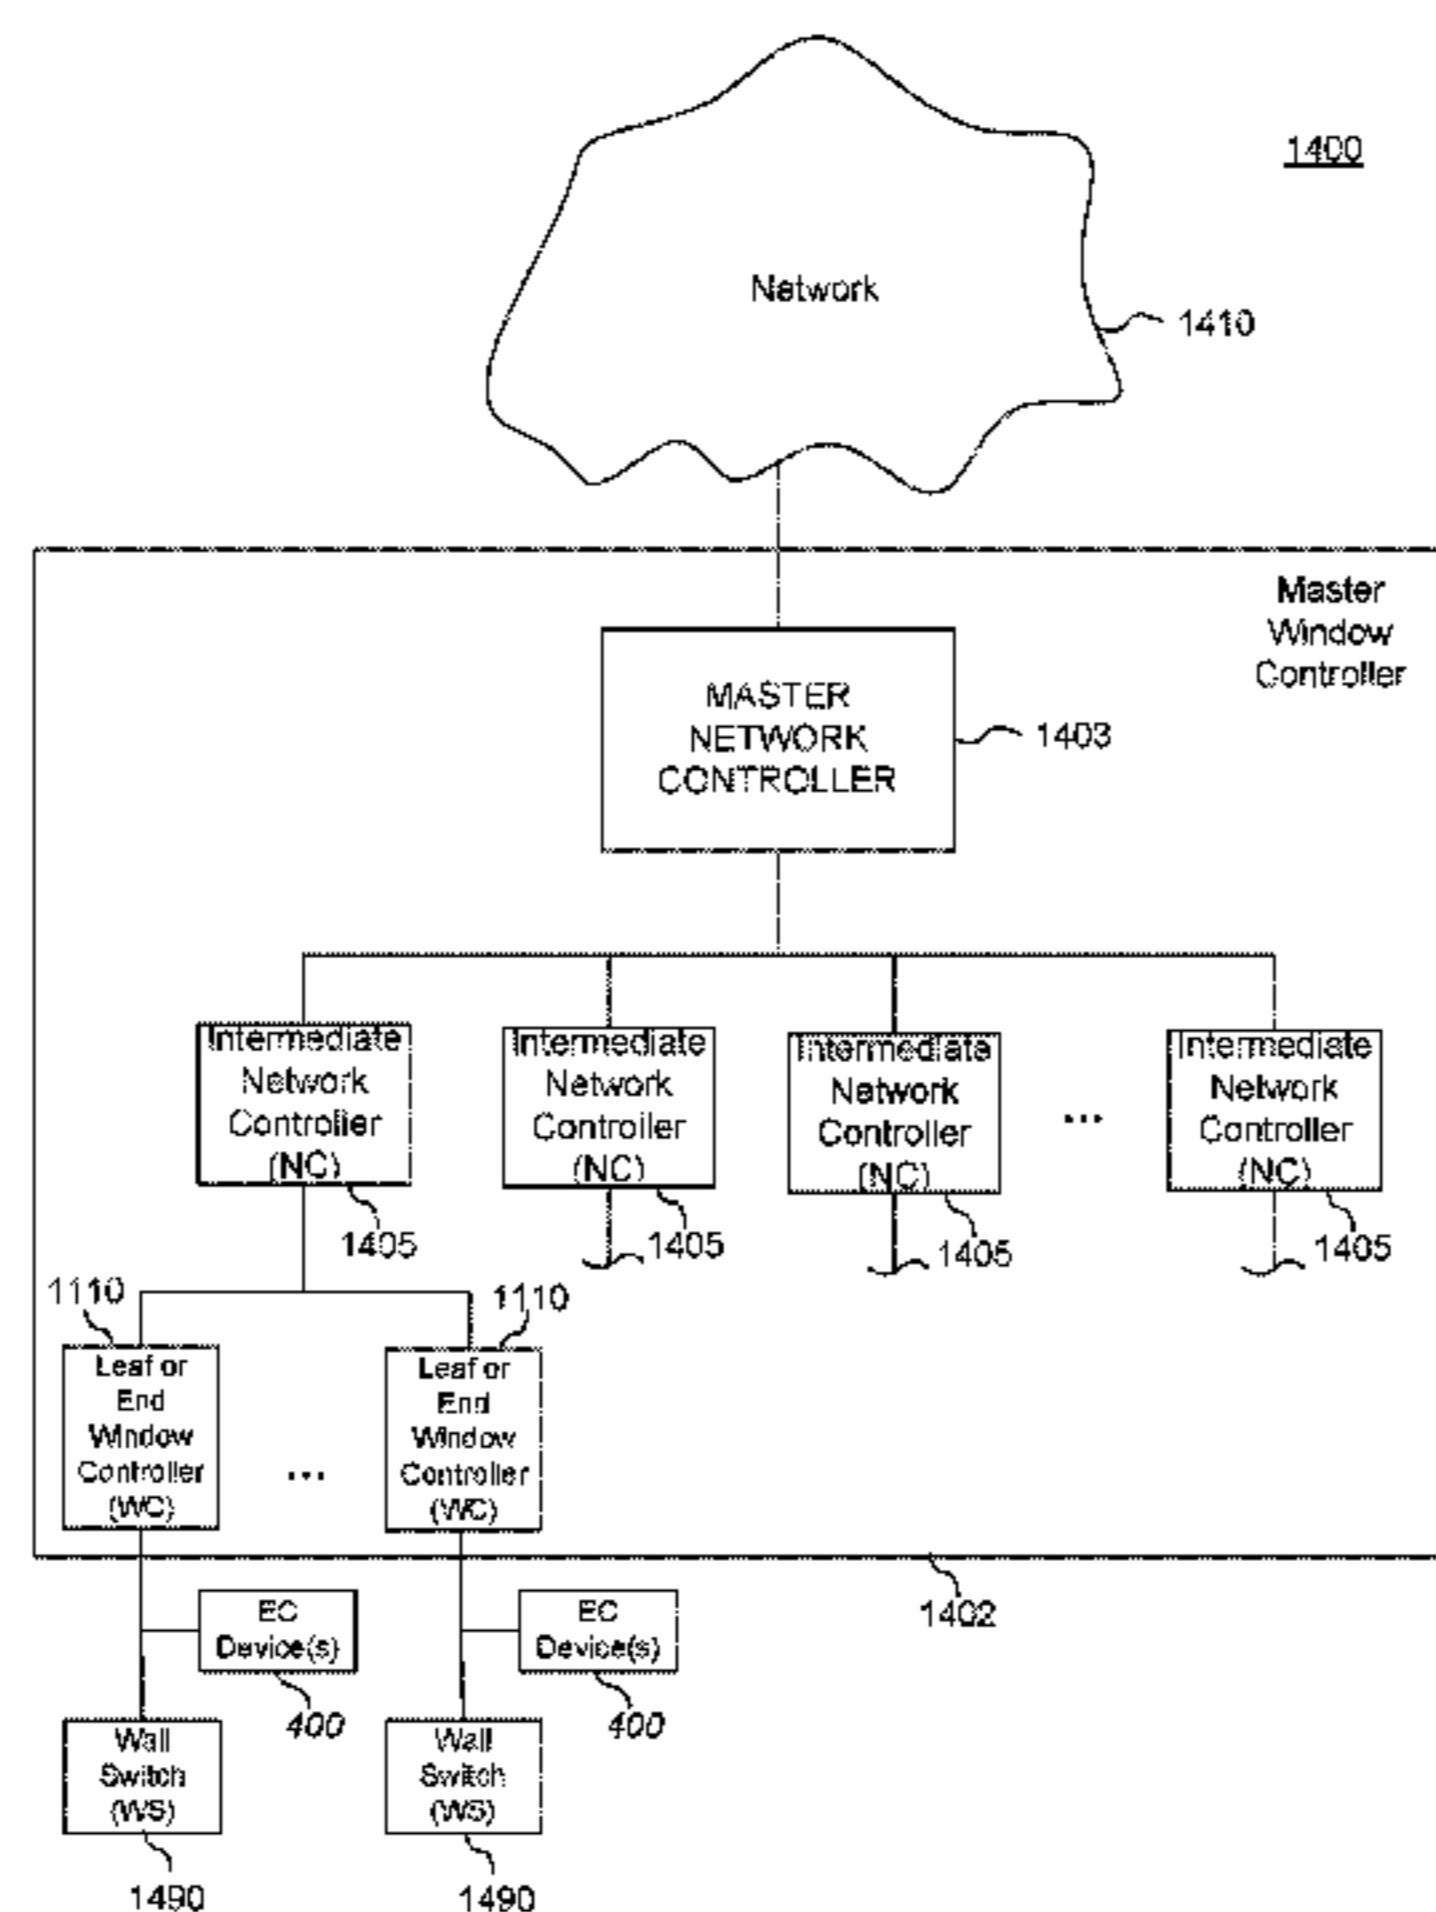 1400
Network
1410
Master
Window
Controller
MASTER
NETWORK
CONTROLLER
1403
Intermediate
Network
Controller
(NC)
1405
Intermediate
Network
Controller
(NC)
1405
Intermediate
Network
Controller
(NC)
1405
...
Intermediate
Network
Controller
(NC)
1405
1110
Leaf or
End
Window
Controller
(WC)
...
1110
Leaf or
End
Window
Controller
(WC)
1402
EC
Device(s)
400
EC
Device(s)
400
Wall
Switch
(WS)
1490
Wall
Switch
(WS)
1490